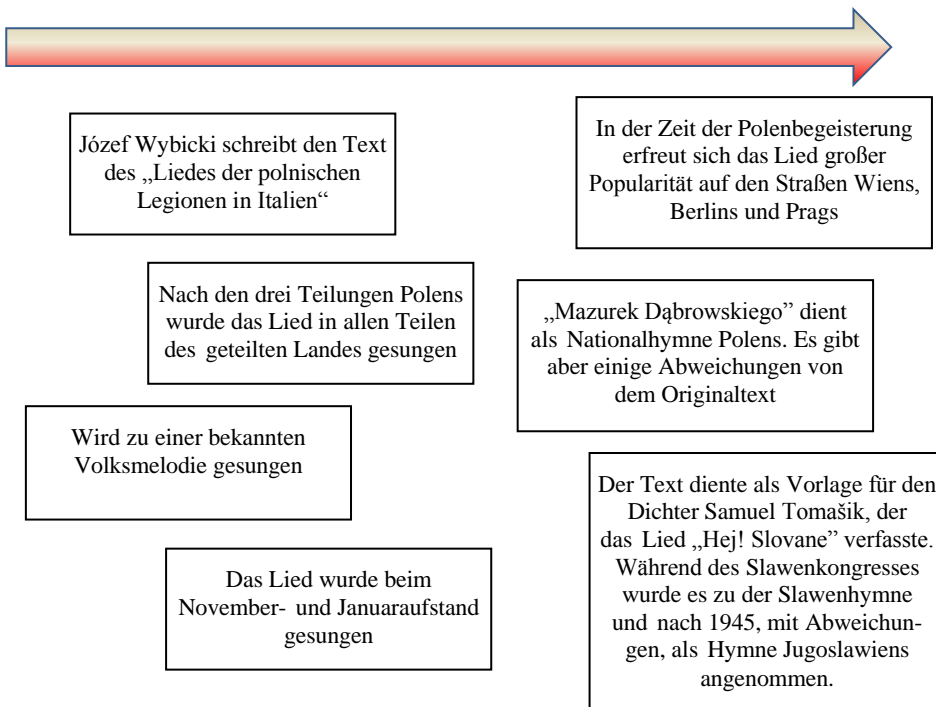 Józef Wybicki schreibt den Text
des „Liedes der polnischen
Legionen in Italien“
In der Zeit der Polenbegeisterung
erfreut sich das Lied großer
Popularität auf den Straßen Wiens,
Berlins und Prags
Nach den drei Teilungen Polens
wurde das Lied in allen Teilen
des geteilten Landes gesungen
„Mazurek Dąbrowskiego” dient
als Nationalhymne Polens. Es gibt
aber einige Abweichungen von
dem Originaltext
Wird zu einer bekannten
Volksmelodie gesungen
Der Text diente als Vorlage für den
Dichter Samuel Tomašik, der
das Lied „Hej! Slovane” verfasste.
Während des Slawenkongresses
wurde es zu der Slawenhymne
und nach 1945, mit Abweichun-
gen, als Hymne Jugoslawiens
angenommen.
Das Lied wurde beim
November- und Januaraufstand
gesungen